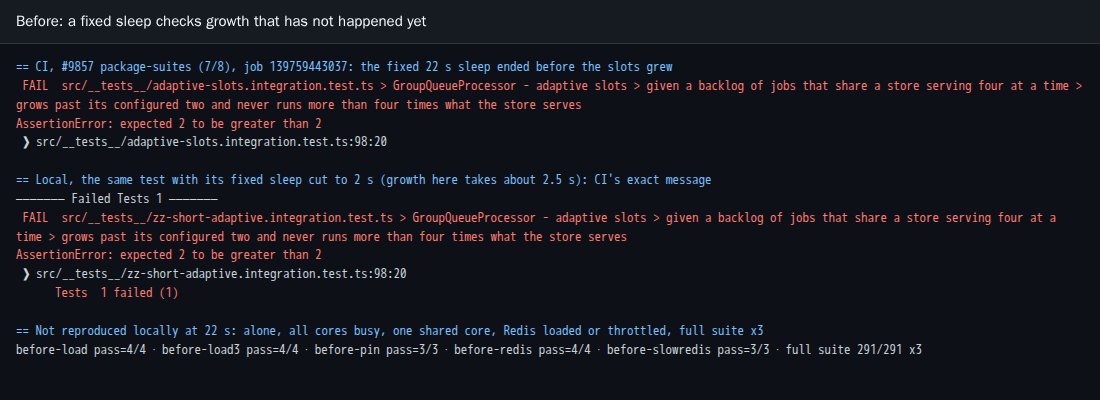 Before: a fixed sleep checks growth that has not happened yet
== CI, #9857 package-suites (7/8), job 139759443037: the fixed 22 s sleep ended before the slots grew
FAIL  src/__tests__/adaptive-slots.integration.test.ts > GroupQueueProcessor - adaptive slots > given a backlog of jobs that share a store serving four at a time >
grows past its configured two and never runs more than four times what the store serves
AssertionError: expected 2 to be greater than 2
❯ src/__tests__/adaptive-slots.integration.test.ts:98:20
== Local, the same test with its fixed sleep cut to 2 s (growth here takes about 2.5 s): CI's exact message
─────── Failed Tests 1 ───────
FAIL  src/__tests__/zz-short-adaptive.integration.test.ts > GroupQueueProcessor - adaptive slots > given a backlog of jobs that share a store serving four at a
time > grows past its configured two and never runs more than four times what the store serves
AssertionError: expected 2 to be greater than 2
❯ src/__tests__/zz-short-adaptive.integration.test.ts:98:20
Tests  1 failed (1)
== Not reproduced locally at 22 s: alone, all cores busy, one shared core, Redis loaded or throttled, full suite x3
before-load pass=4/4 · before-load3 pass=4/4 · before-pin pass=3/3 · before-redis pass=4/4 · before-slowredis pass=3/3 · full suite 291/291 x3